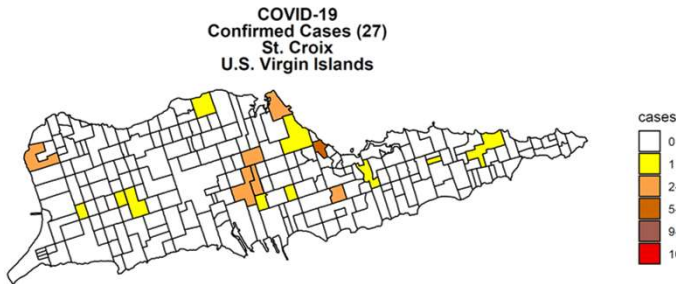 COVID-19
Confirmed Cases (27)
St. Croix
U.S. Virgin Islands
cases
0
1